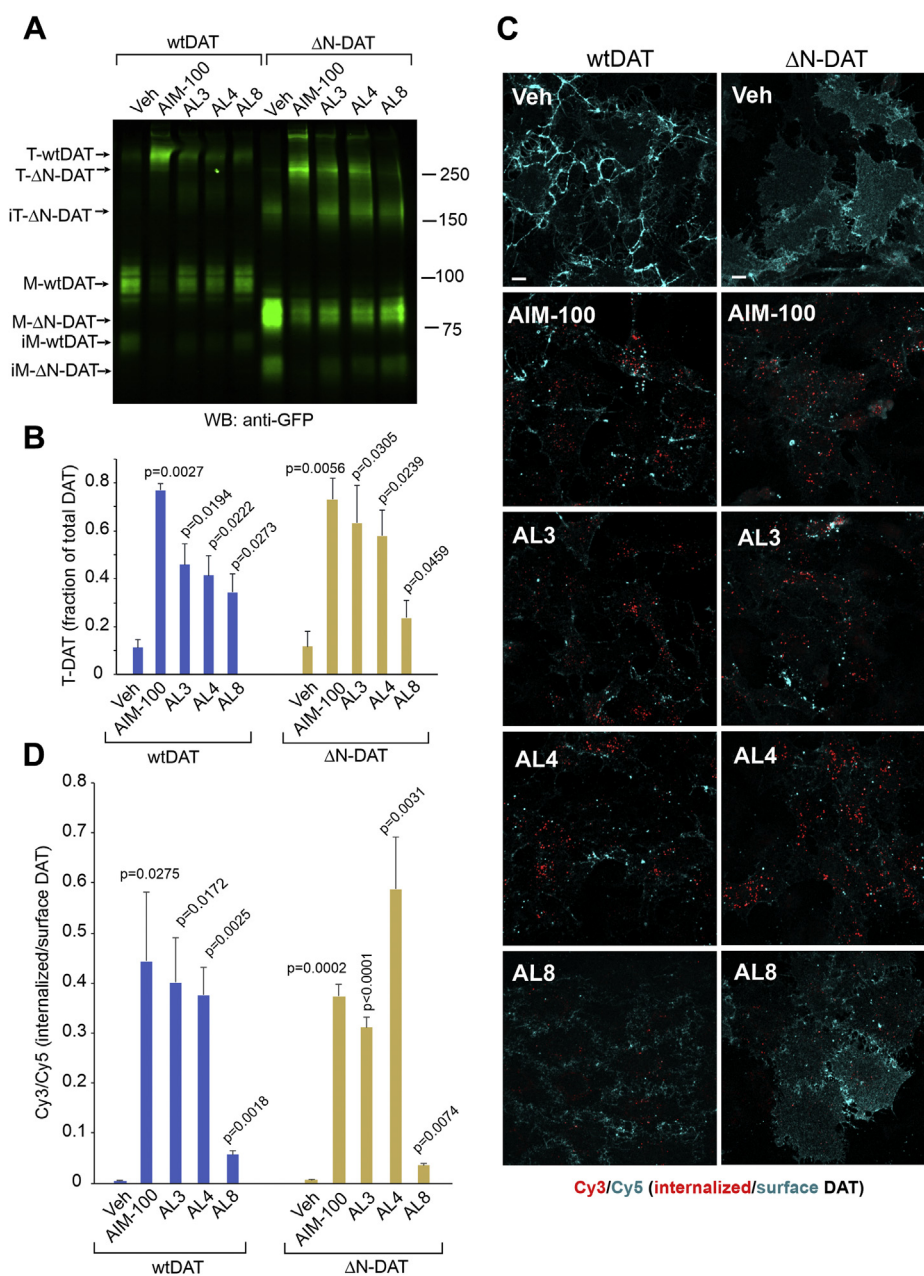 A
wtDAT
ΔN-DAT
Veh
AIM-100
AL3
AL4
AL8
Veh
AIM-100
AL3
AL4
AL8
T-wtDAT
T-ΔN-DAT
iT-ΔN-DAT
M-wtDAT
M-ΔN-DAT
iM-wtDAT
iM-ΔN-DAT
250
150
100
75
WB: anti-GFP
B
T-DAT (fraction of total DAT)
0.8
0.6
0.4
0.2
0
p=0.0027
p=0.0194
p=0.0222
p=0.0273
p=0.0056
p=0.0305
p=0.0239
p=0.0459
Veh
AIM-100
AL3
AL4
AL8
Veh
AIM-100
AL3
AL4
AL8
wtDAT
ΔN-DAT
D
Cy3/Cy5 (internalized/surface DAT)
0.8
0.7
0.6
0.5
0.4
0.3
0.2
0.1
0
p=0.0275
p=0.0172
p=0.0025
p=0.0018
p=0.0002
p<0.0001
p=0.0031
p=0.0074
Veh
AIM-100
AL3
AL4
AL8
Veh
AIM-100
AL3
AL4
AL8
wtDAT
ΔN-DAT
C
wtDAT
ΔN-DAT
Veh
Veh
AIM-100
AIM-100
AL3
AL3
AL4
AL4
AL8
AL8
Cy3/Cy5 (internalized/surface DAT)